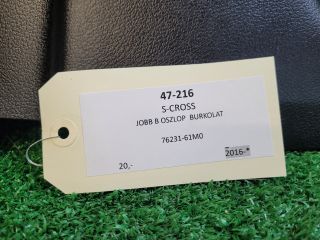 47-216
S-CROSS
JOBB B OSZLOP BURKOLAT
76231-61M0
2016-*
20,-